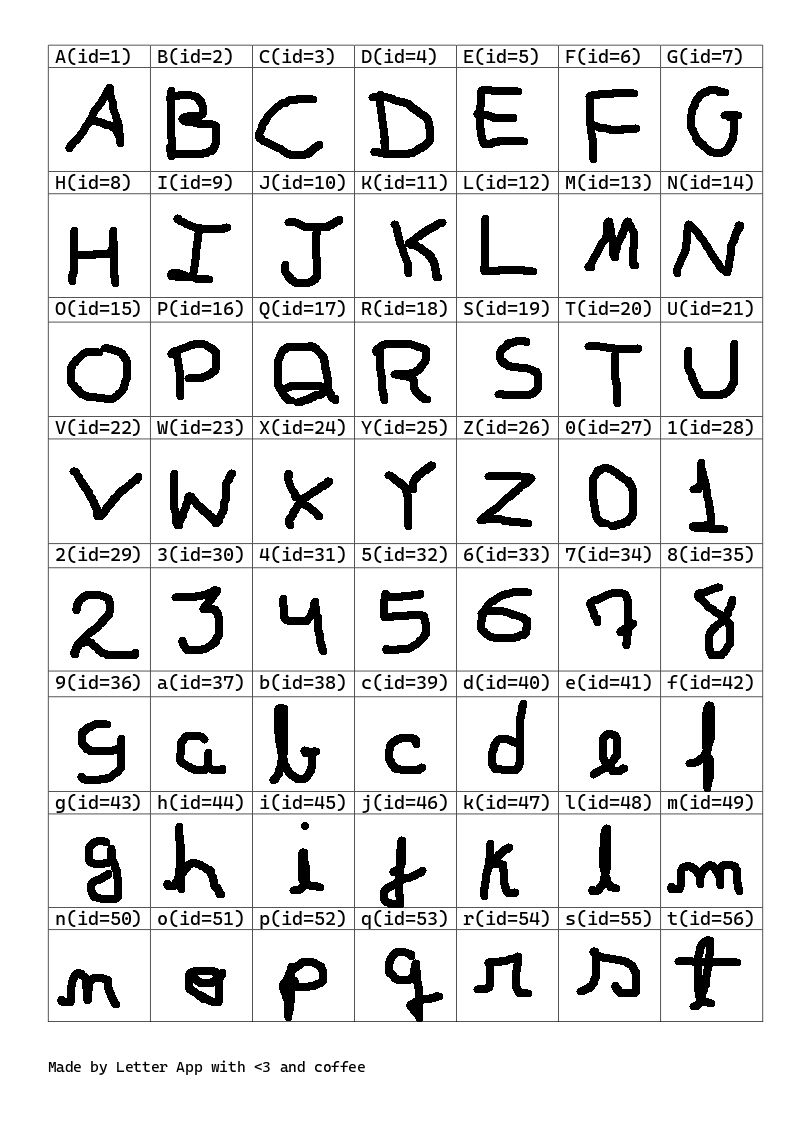 A(id=1) B(id=2) C(id=3) D(id=4) E(id=5) F(id=6) G(id=7)
A B C D E F G
H(id=8) I(id=9) J(id=10) K(id=11) L(id=12) M(id=13) N(id=14)
H I J K L M N
O(id=15) P(id=16) Q(id=17) R(id=18) S(id=19) T(id=20) U(id=21)
O P Q R S T U
V(id=22) W(id=23) X(id=24) Y(id=25) Z(id=26) 0(id=27) 1(id=28)
V W X Y Z 0 1
2(id=29) 3(id=30) 4(id=31) 5(id=32) 6(id=33) 7(id=34) 8(id=35)
2 3 4 5 6 7 8
9(id=36) a(id=37) b(id=38) c(id=39) d(id=40) e(id=41) f(id=42)
9 a b c d e f
g(id=43) h(id=44) i(id=45) j(id=46) k(id=47) l(id=48) m(id=49)
g h i j k l m
n(id=50) o(id=51) p(id=52) q(id=53) r(id=54) s(id=55) t(id=56)
n o p q r s t
Made by Letter App with <3 and coffee